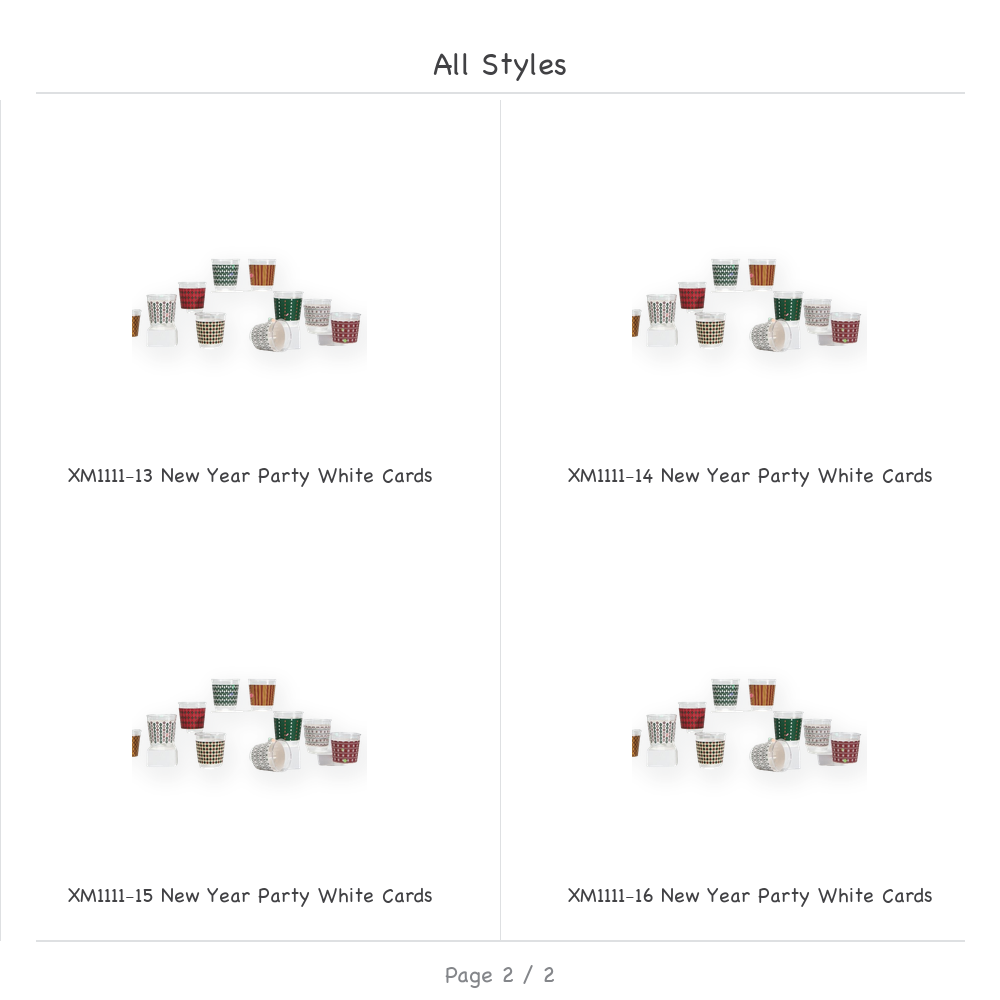 All Styles
XM1111-13 New Year Party White Cards
XM1111-14 New Year Party White Cards
XM1111-15 New Year Party White Cards
XM1111-16 New Year Party White Cards
Page 2 / 2